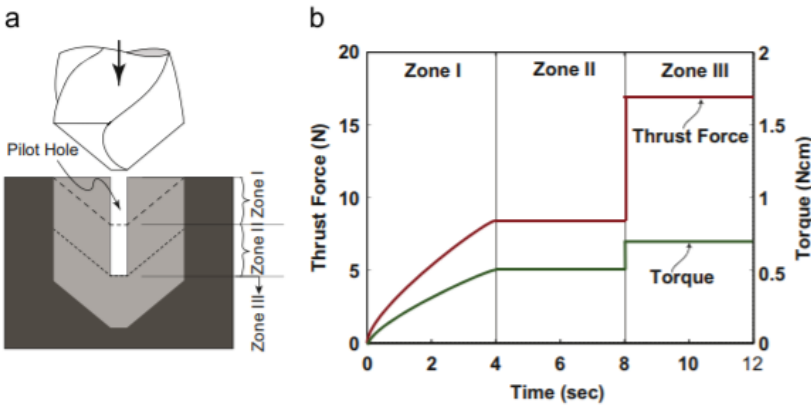 a
Pilot Hole
Zone I
Zone II
Zone III
b
20
15
10
5
0
Thrust Force (N)
Zone I
Zone II
Zone III
Thrust Force
Torque
2
1.5
1
0.5
0
Torque (Ncm)
0
2
4
6
8
10
12
Time (sec)